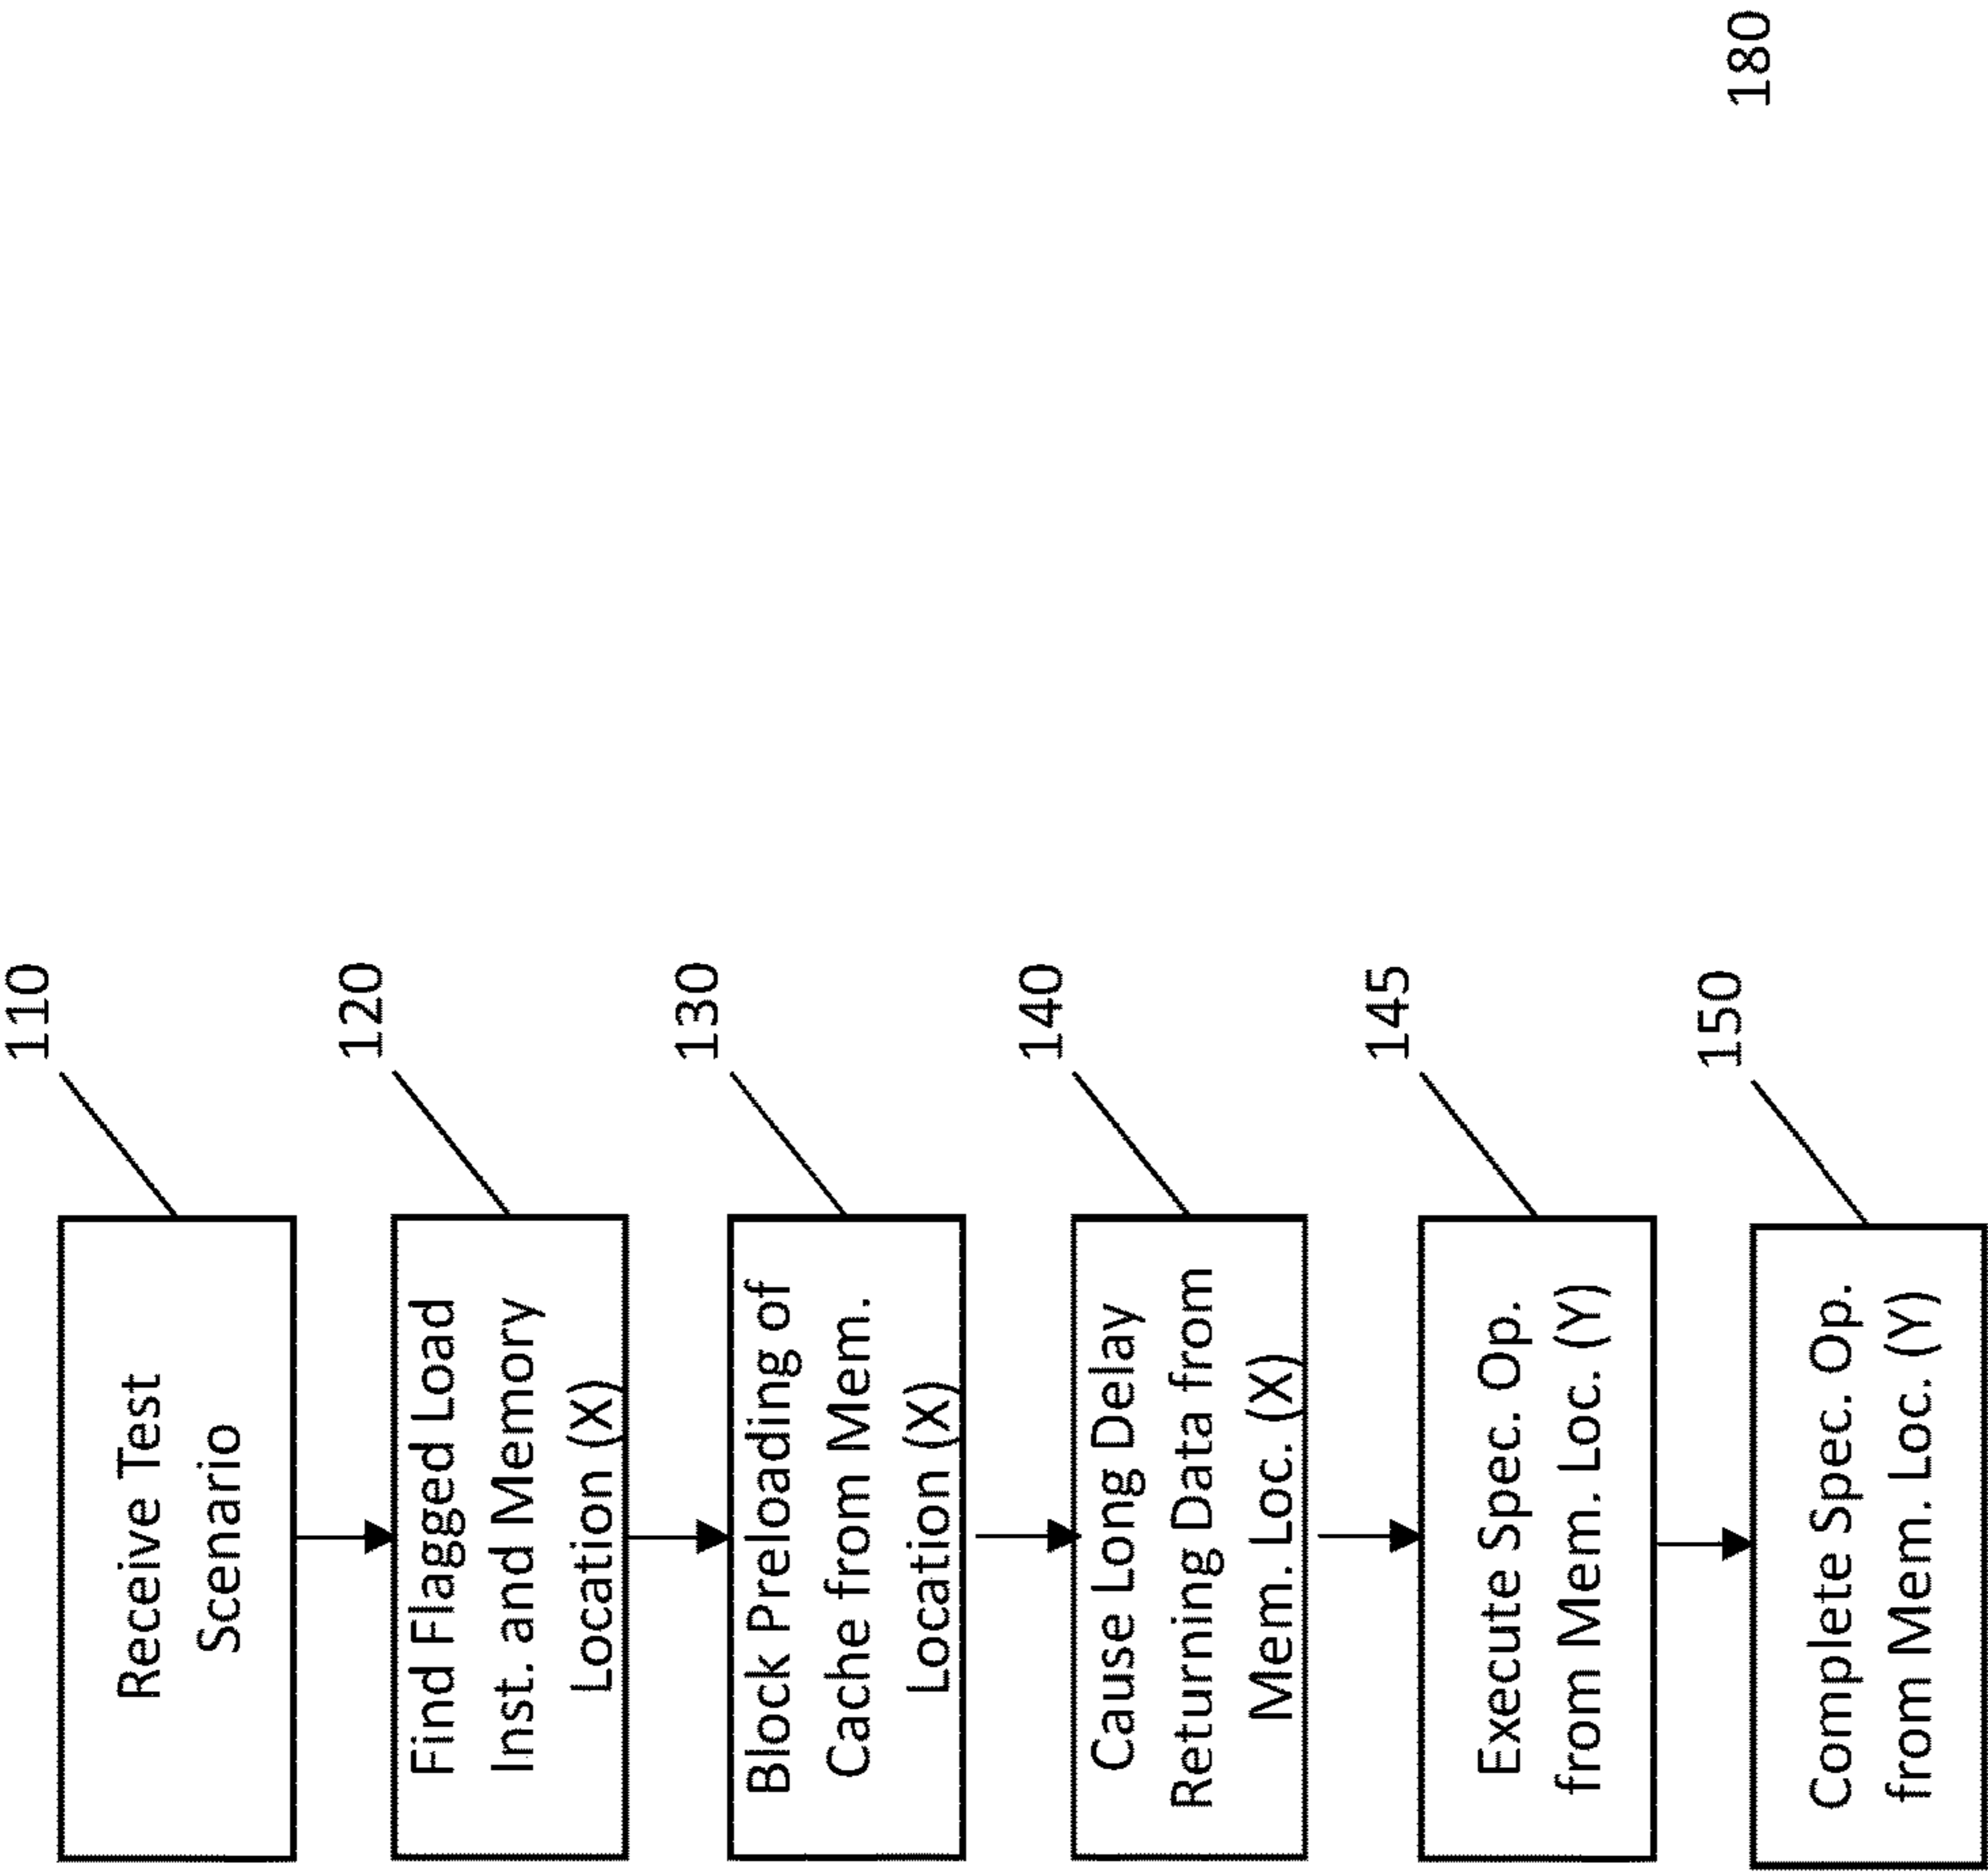 110
Receive Test
Scenario
120
Find Flagged Load
Inst. and Memory
Location (X)
130
Block Preloading of
Cache from Mem.
Location (X)
140
Cause Long Delay
Returning Data from
Mem. Loc. (X)
145
Execute Spec. Op.
from Mem. Loc. (Y)
150
Complete Spec. Op.
from Mem. Loc. (Y)
180